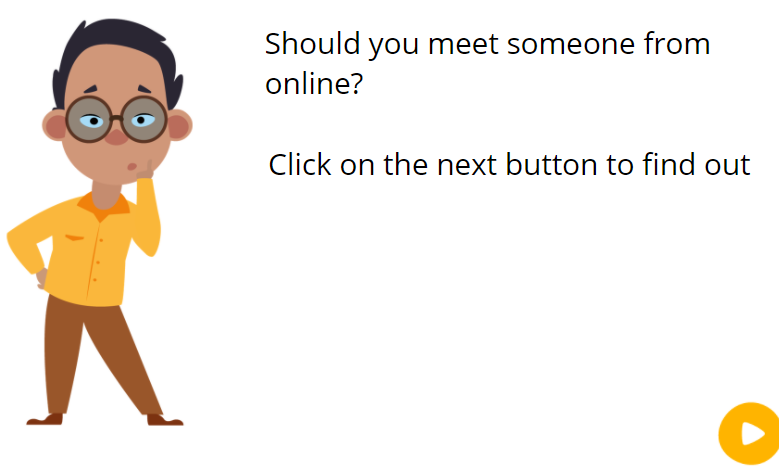 Should you meet someone from
online?
Click on the next button to find out